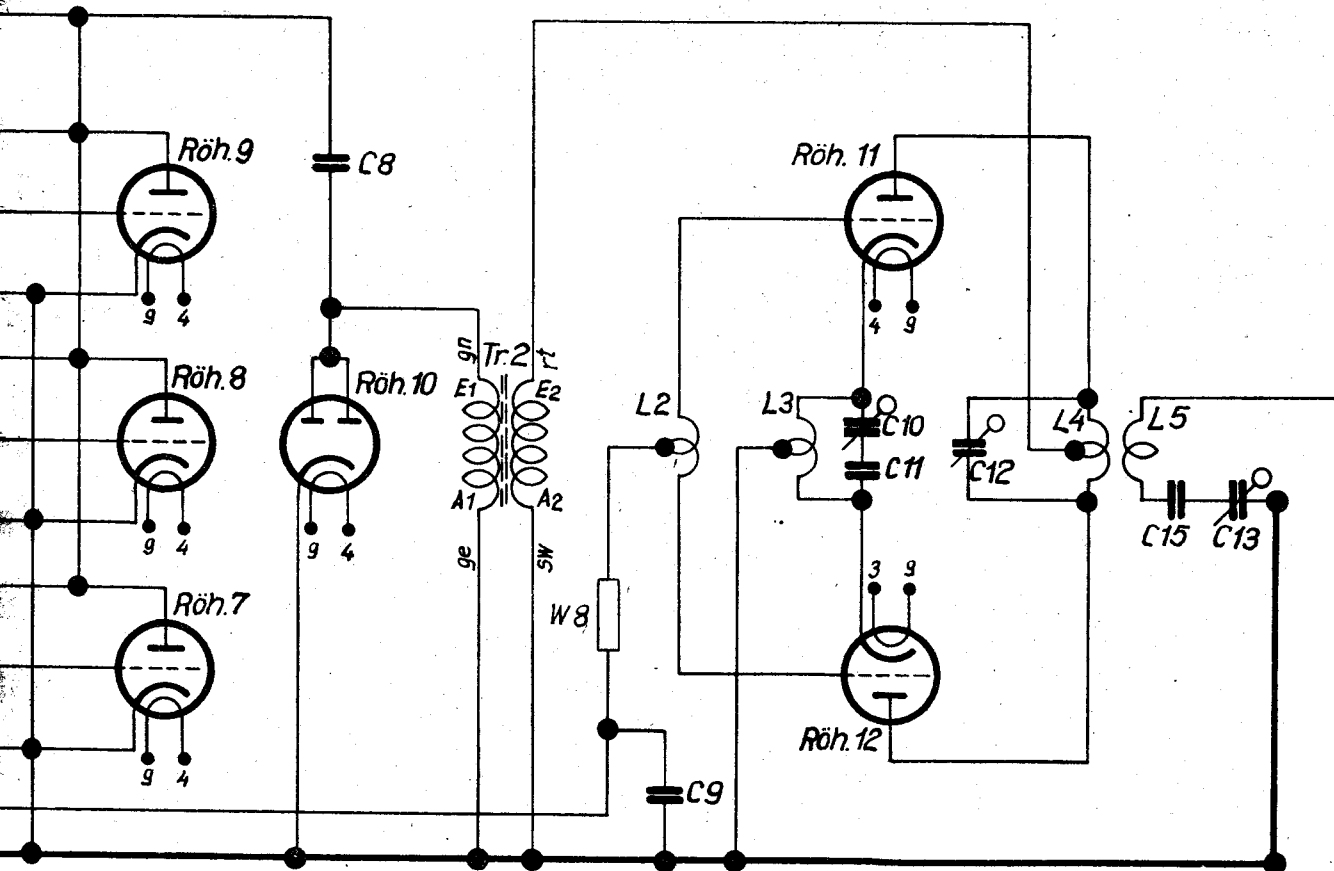 Röh.9
C8
Röh.11
g 4
4 g
gn
Tr.2
rt
Röh.8
Röh.10
E1
E2
L2
L3
C10
C11
C12
L4
L5
A1
A2
g 4
g 4
ge
sw
C15
C13
3 g
Röh.7
W8
Röh.12
g 4
C9